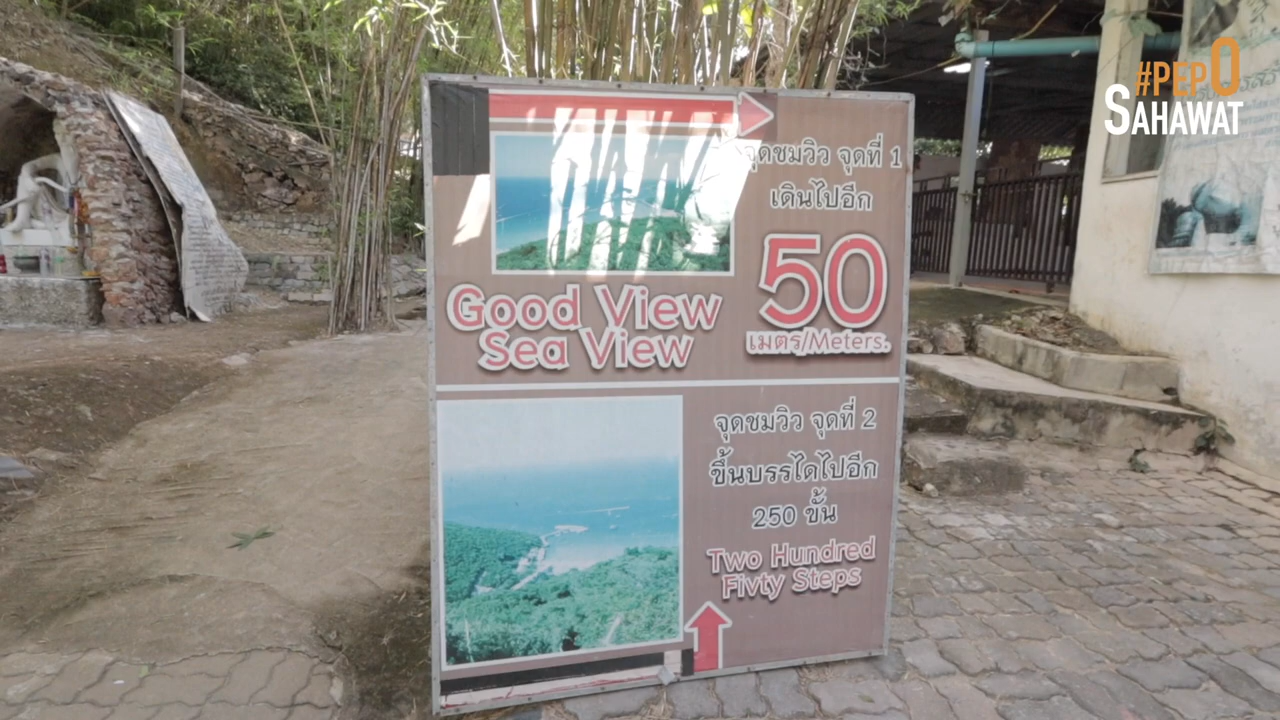 #PEPO
SAHAWAT
จุดชมวิว จุดที่ 1
เดินไปอีก
50
เมตร/Meters.
Good View
Sea View
จุดชมวิว จุดที่ 2
ขึ้นบรรไดไปอีก
250 ขั้น
Two Hundred
Fivty Steps